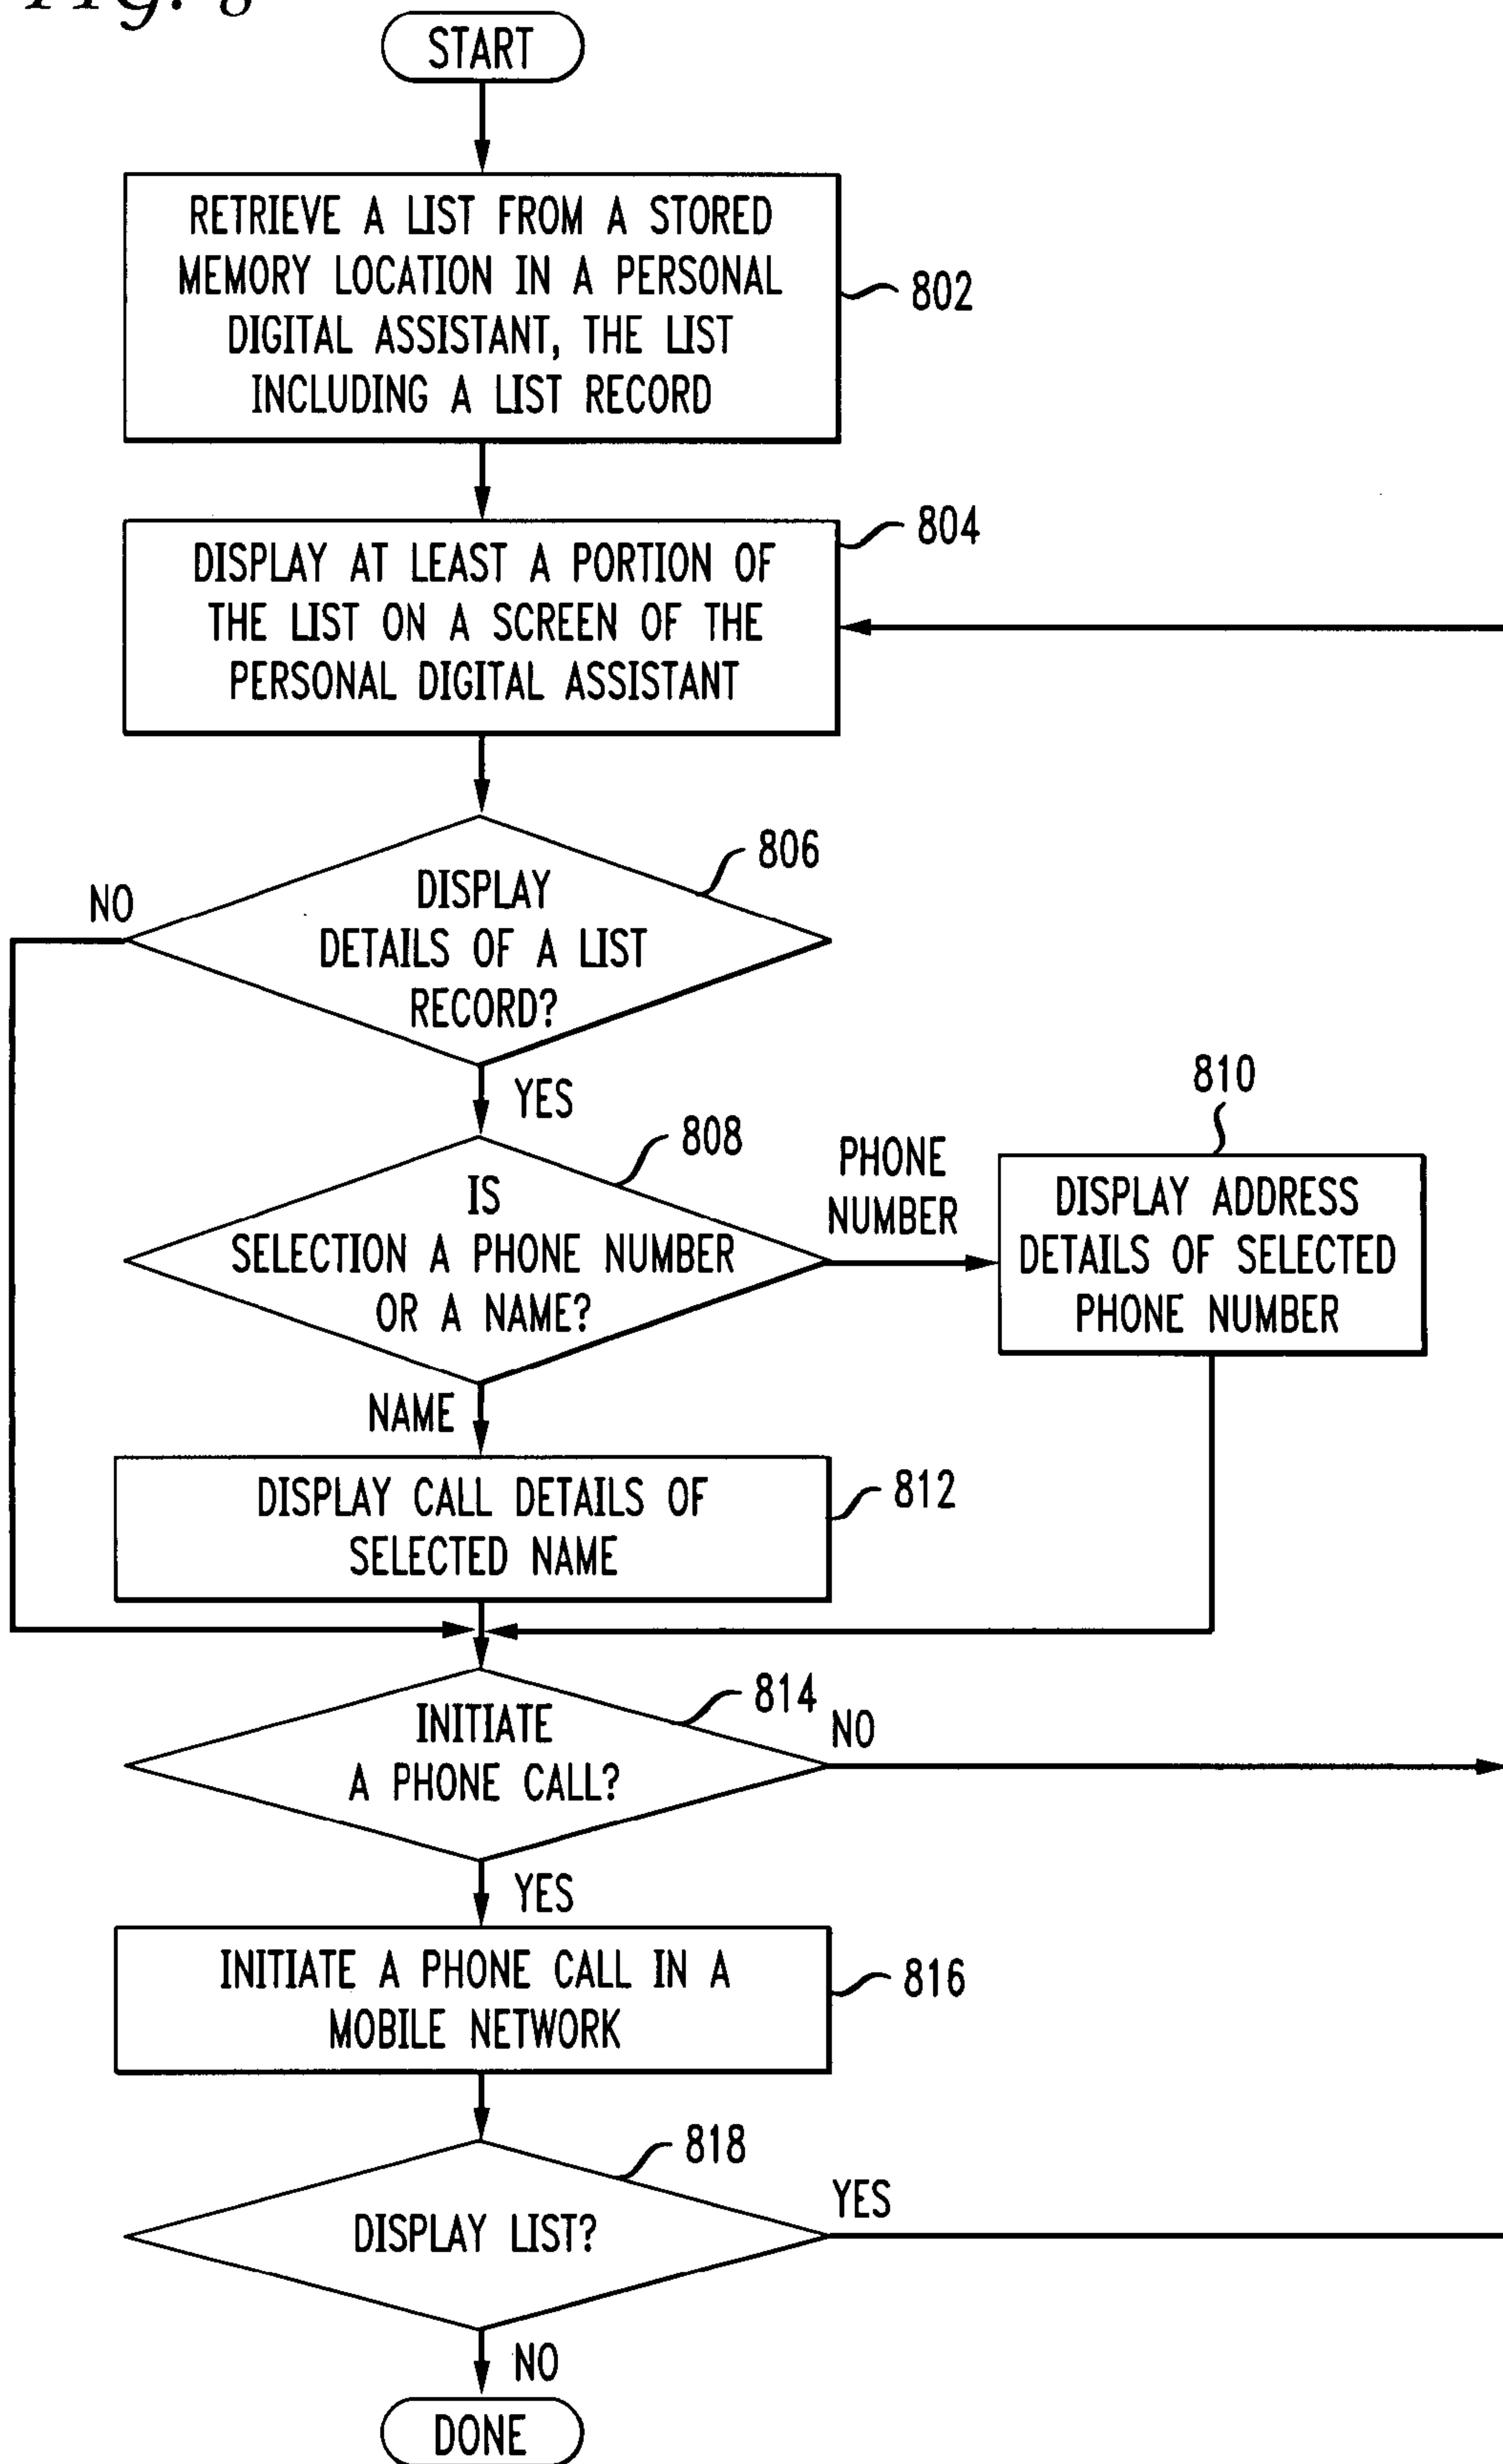 FIG. 8
START
RETRIEVE A LIST FROM A STORED
MEMORY LOCATION IN A PERSONAL
DIGITAL ASSISTANT, THE LIST
INCLUDING A LIST RECORD
802
804
DISPLAY AT LEAST A PORTION OF
THE LIST ON A SCREEN OF THE
PERSONAL DIGITAL ASSISTANT
806
NO
DISPLAY
DETAILS OF A LIST
RECORD?
YES
808
IS
SELECTION A PHONE NUMBER
OR A NAME?
PHONE
NUMBER
810
DISPLAY ADDRESS
DETAILS OF SELECTED
PHONE NUMBER
NAME
DISPLAY CALL DETAILS OF
SELECTED NAME
812
814
INITIATE
A PHONE CALL?
NO
YES
INITIATE A PHONE CALL IN A
MOBILE NETWORK
816
818
DISPLAY LIST?
YES
NO
DONE